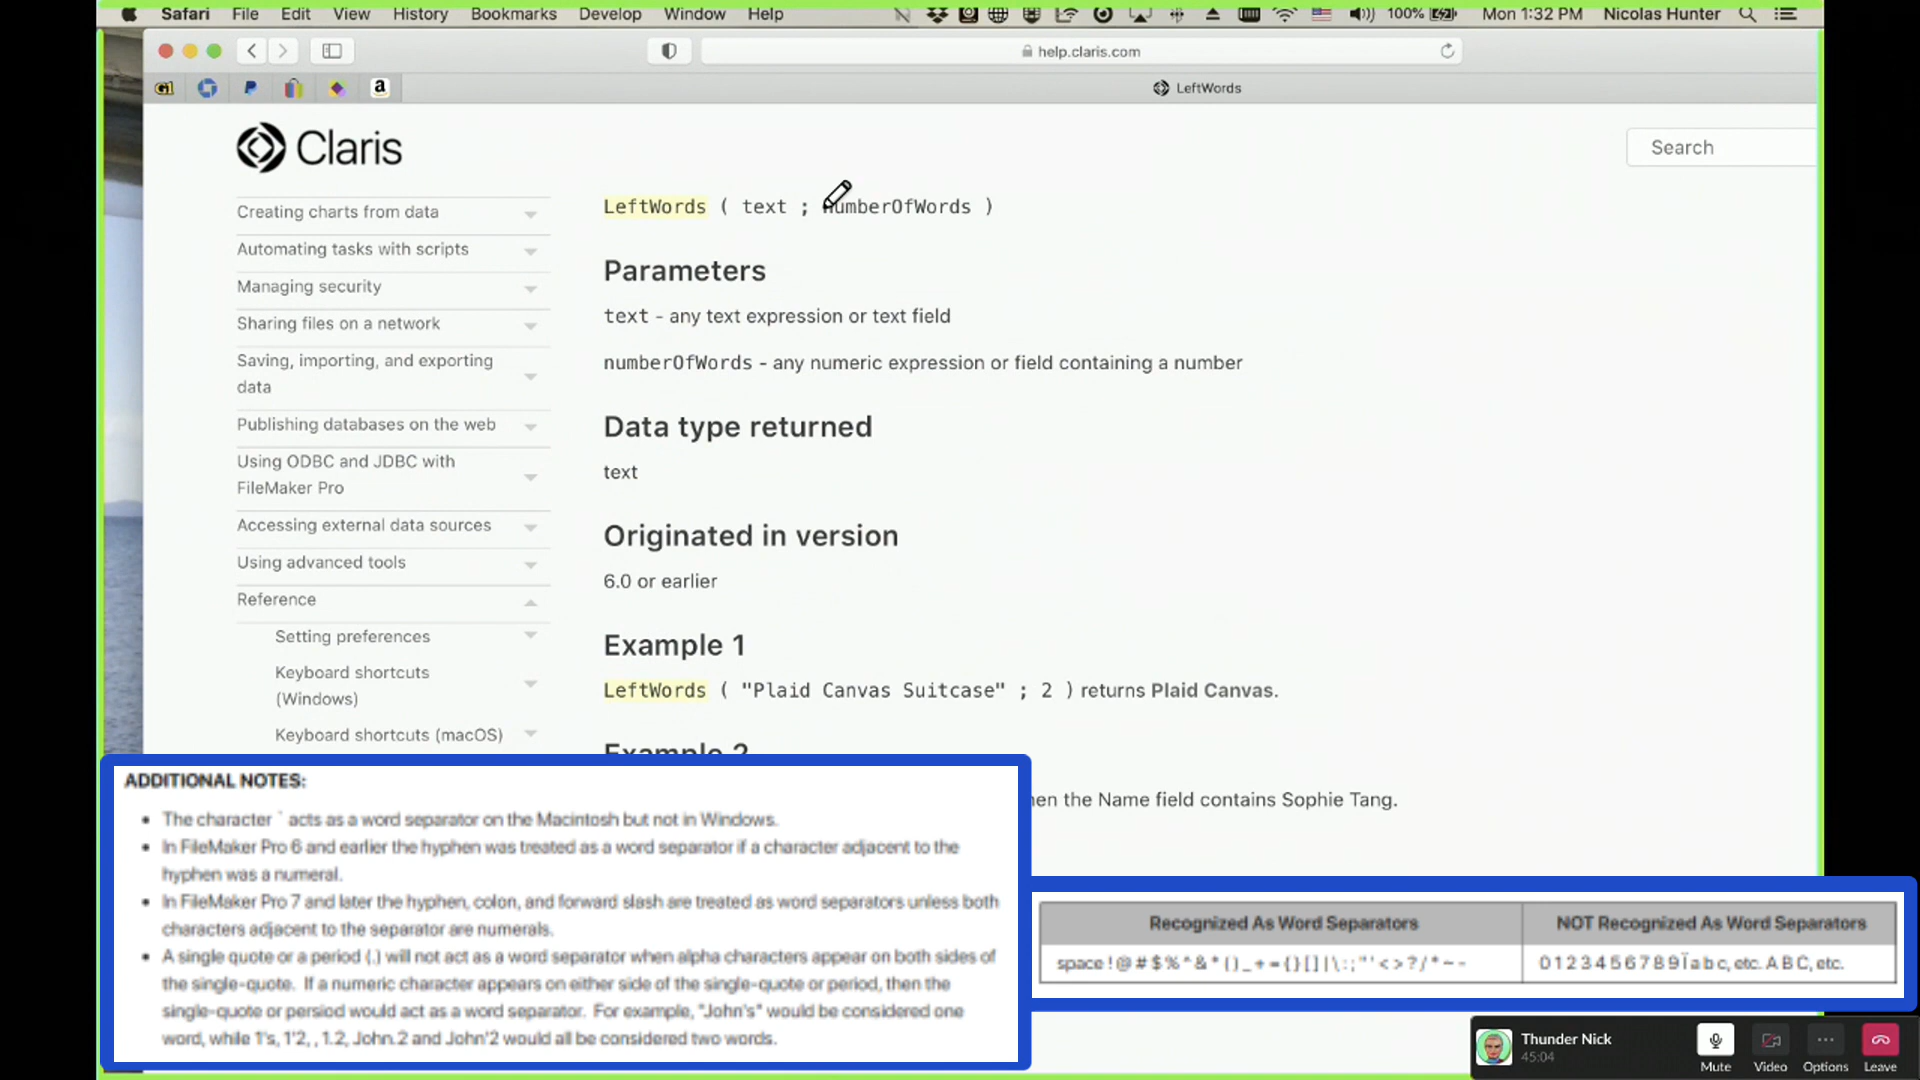 Safari File Edit View History Bookmarks Develop Window Help 100% Mon 1:32 PM Nicolas Hunter
help.claris.com
G1 a LeftWords
Claris
Search
Creating charts from data
Automating tasks with scripts
Managing security
Sharing files on a network
Saving, importing, and exporting
data
Publishing databases on the web
Using ODBC and JDBC with
FileMaker Pro
Accessing external data sources
Using advanced tools
Reference
Setting preferences
Keyboard shortcuts
(Windows)
Keyboard shortcuts (macOS)
LeftWords ( text ; numberOfWords )
Parameters
text - any text expression or text field
numberOfWords - any numeric expression or field containing a number
Data type returned
text
Originated in version
6.0 or earlier
Example 1
LeftWords ( "Plaid Canvas Suitcase" ; 2 ) returns Plaid Canvas.
Example 2
the Name field contains Sophie Tang.
ADDITIONAL NOTES:
• The character ` acts as a word separator on the Macintosh but not in Windows.
• In FileMaker Pro 6 and earlier the hyphen was treated as a word separator if a character adjacent to the
hyphen was a numeral.
• In FileMaker Pro 7 and later the hyphen, colon, and forward slash are treated as word separators unless both
characters adjacent to the separator are numerals.
• A single quote or a period (.) will not act as a word separator when alpha characters appear on both sides of
the single-quote. If a numeric character appears on either side of the single-quote or period, then the
single-quote or persiod would act as a word separator. For example, "John's" would be considered one
word, while 1's, 1'2, , 1.2, John.2 and John'2 would all be considered two words.
Recognized As Word Separators NOT Recognized As Word Separators
space ! @ # $ % ^ & * ( ) _ + = { } [ ] | \ : ; " ' < > ? / 0 1 2 3 4 5 6 7 8 9 a b c, etc. A B C, etc.
Thunder Nick
45:04
Mute Video Options Leave